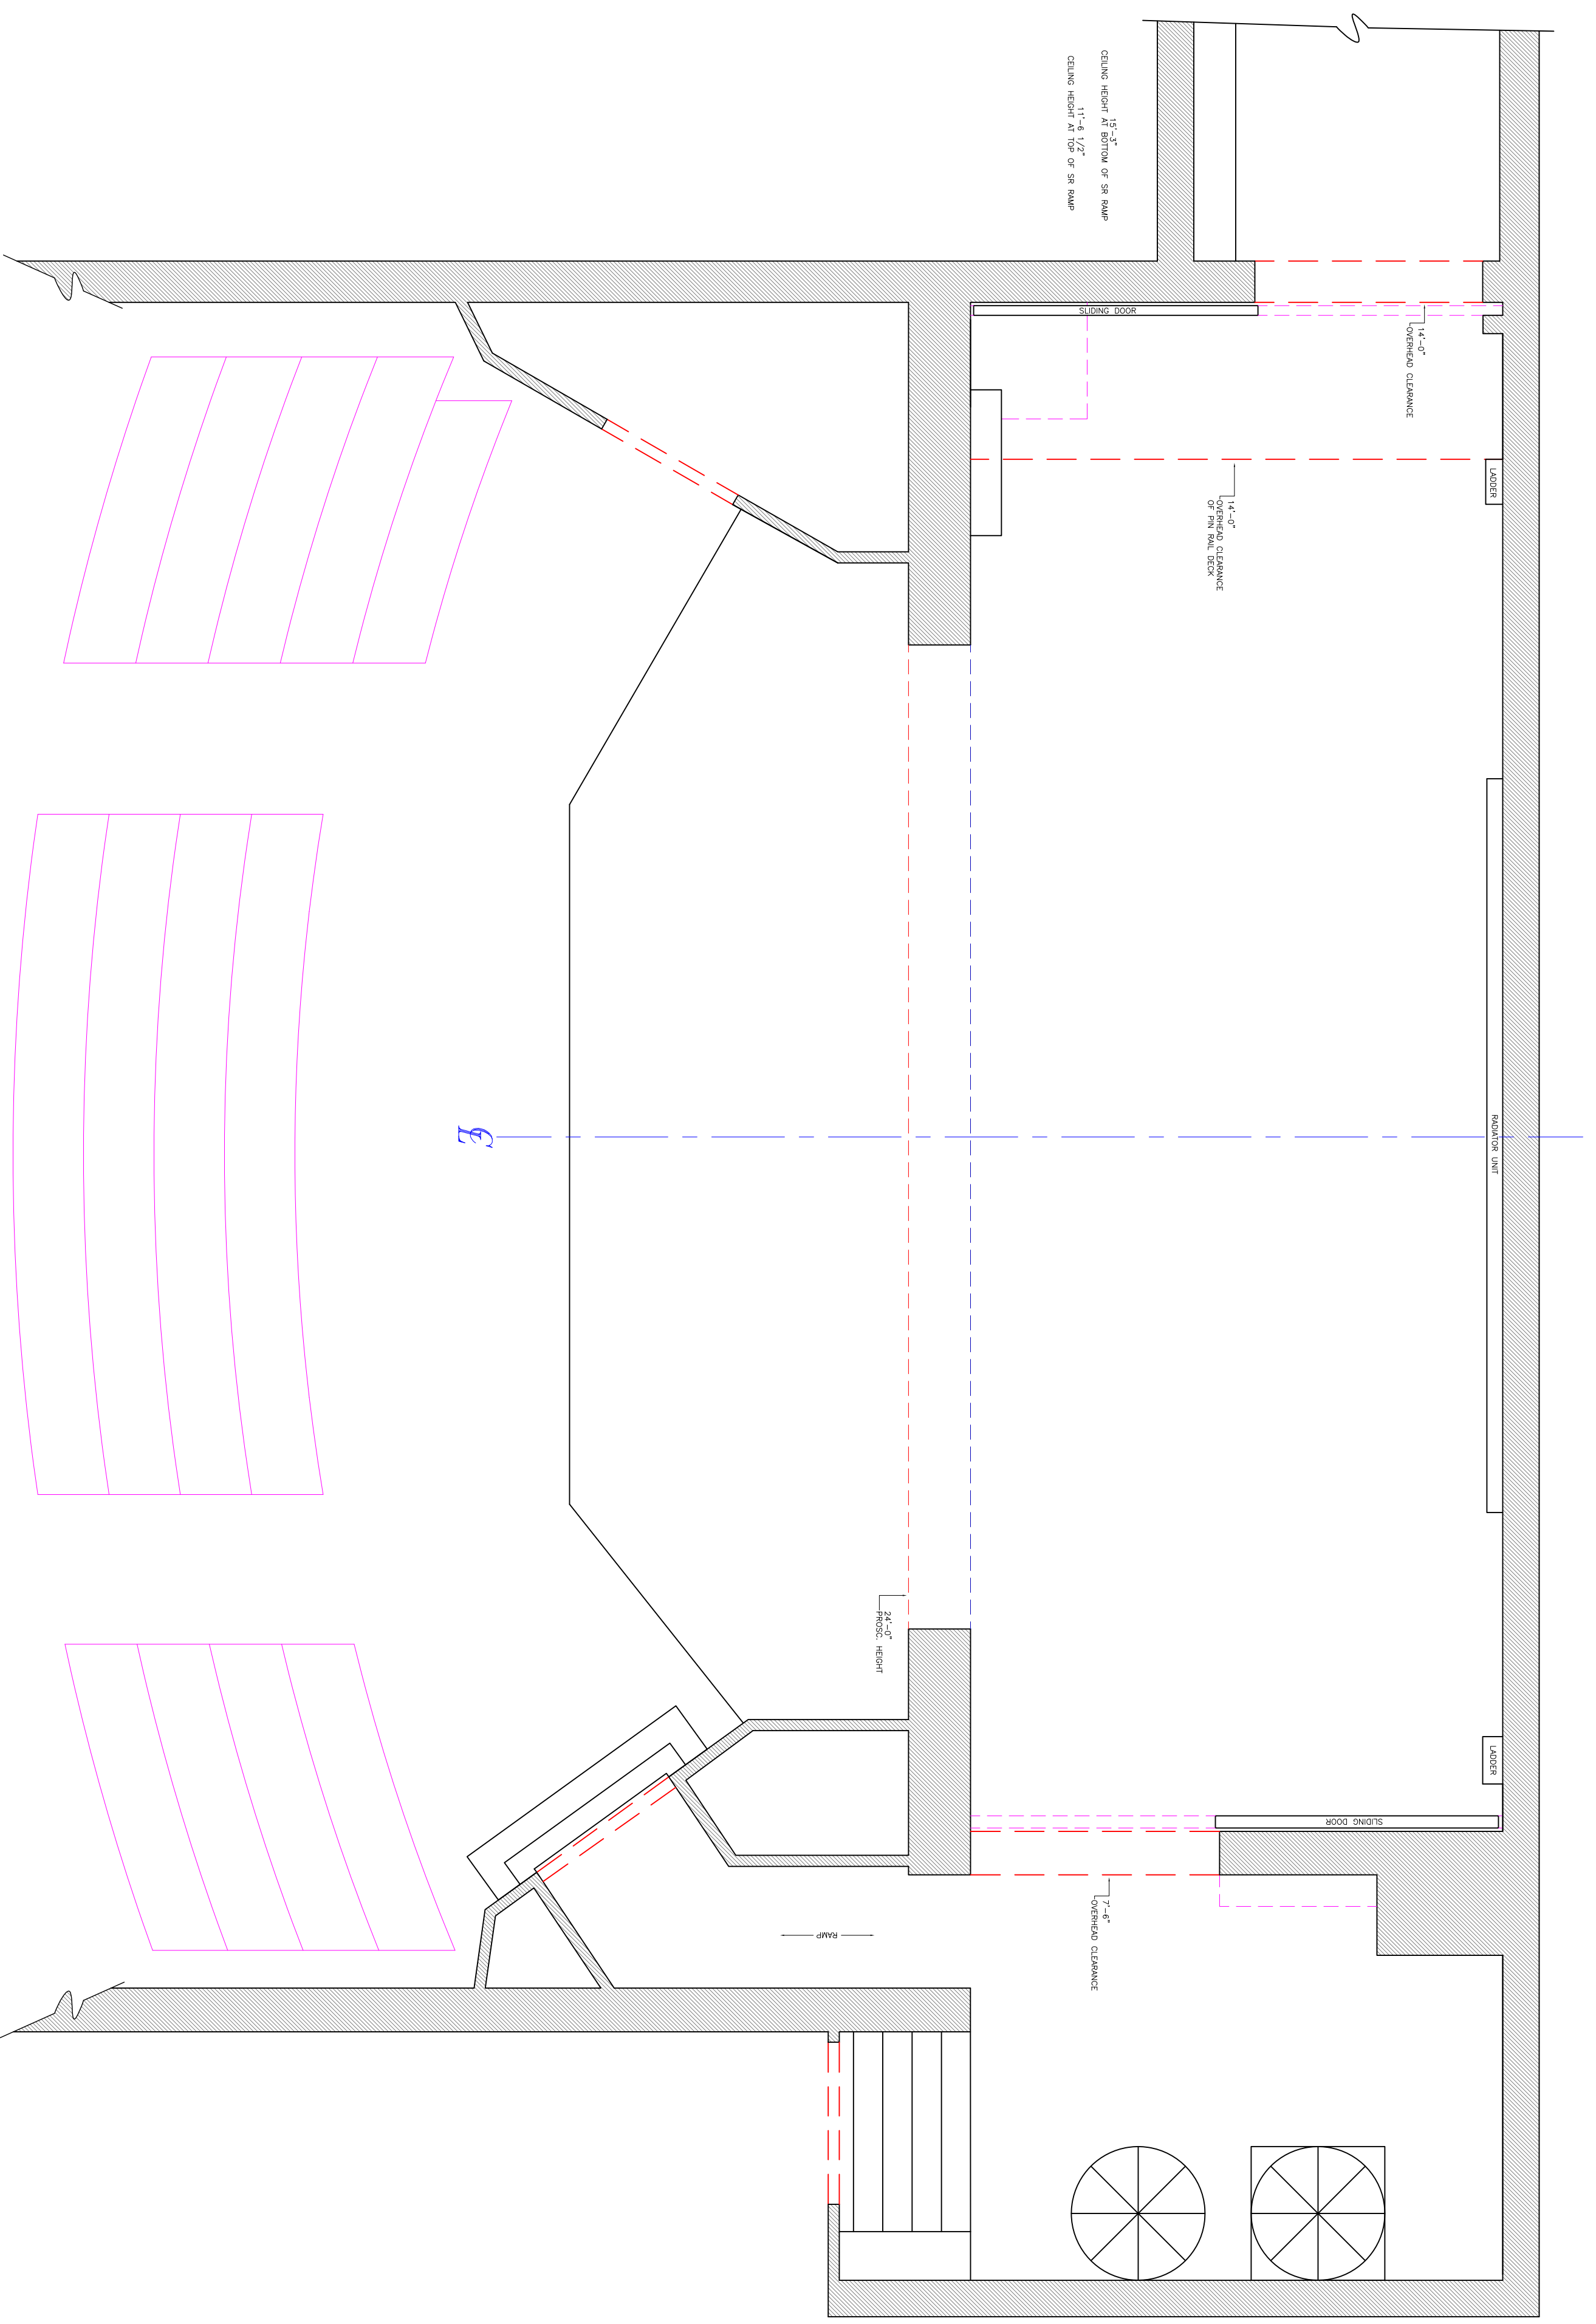 15'-3"
CEILING HEIGHT AT BOTTOM OF SR RAMP
11'-6 1/2"
CEILING HEIGHT AT TOP OF SR RAMP
SLIDING DOOR
14'-0"
OVERHEAD CLEARANCE
LADDER
14'-0"
OVERHEAD CLEARANCE
OF PIN RAIL DECK
RADIATOR UNIT
CL
24'-0"
PROSC. HEIGHT
LADDER
SLIDING DOOR
7'-6"
OVERHEAD CLEARANCE
RAMP